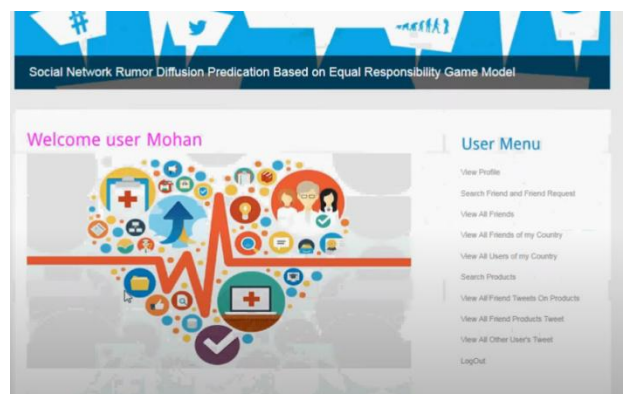 Social Network Rumor Diffusion Predication Based on Equal Responsibility Game Model
Welcome user Mohan
User Menu
View Profile
Search Friend and Friend Request
View All Friends
View All Friends of my Country
View All Users of my Country
Search Products
View All Friend Tweets On Products
View All Friend Products Tweet
View All Other User's Tweet
LogOut